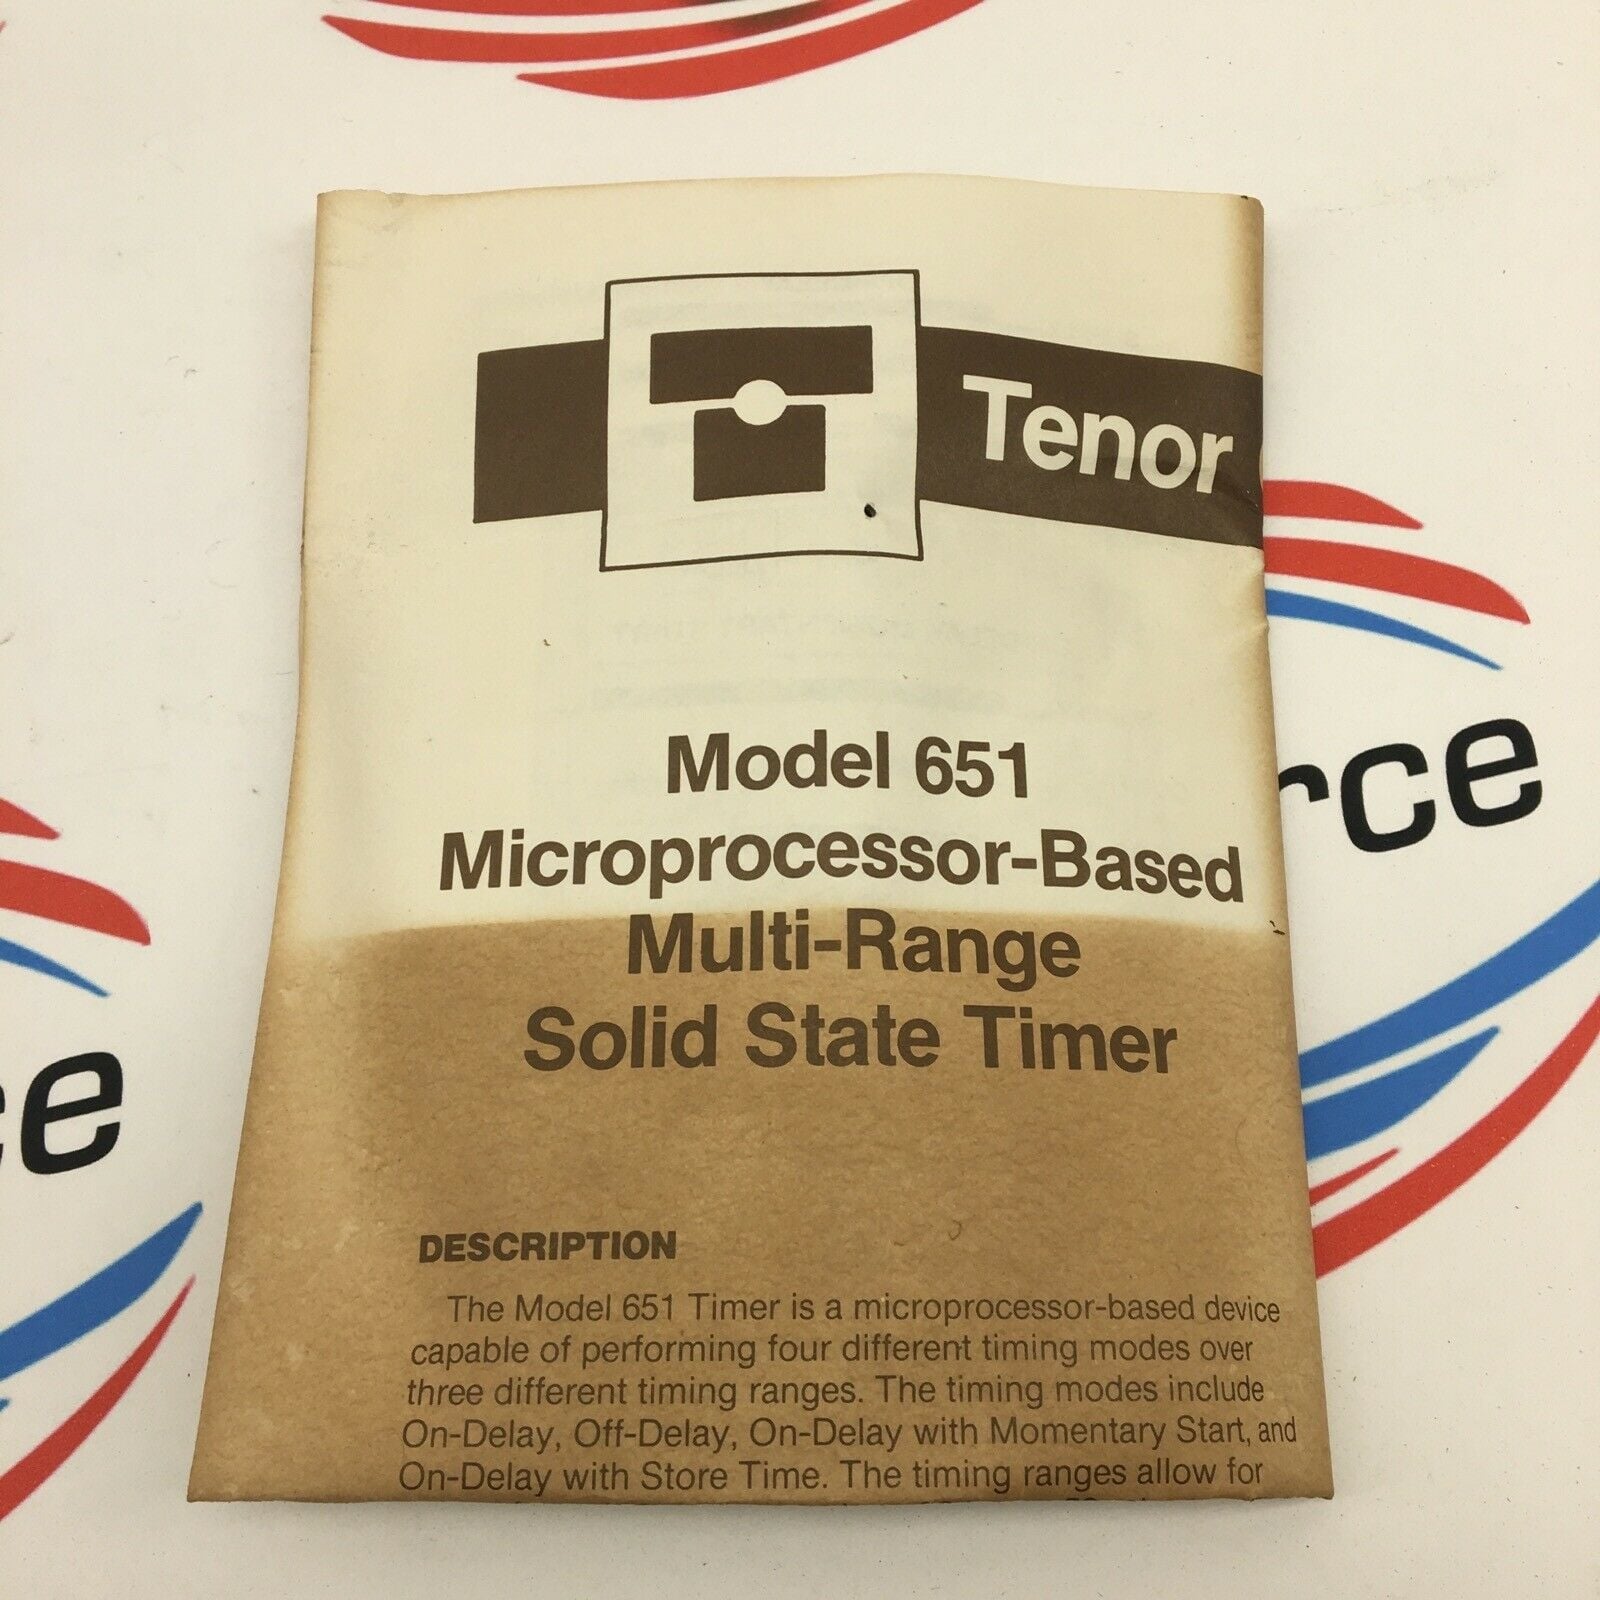 Tenor
Model 651
Microprocessor-Based
Multi-Range
Solid State Timer
DESCRIPTION
The Model 651 Timer is a microprocessor-based device
capable of performing four different timing modes over
three different timing ranges. The timing modes include
On-Delay, Off-Delay, On-Delay with Momentary Start, and
On-Delay with Store Time. The timing ranges allow for
rce
ce